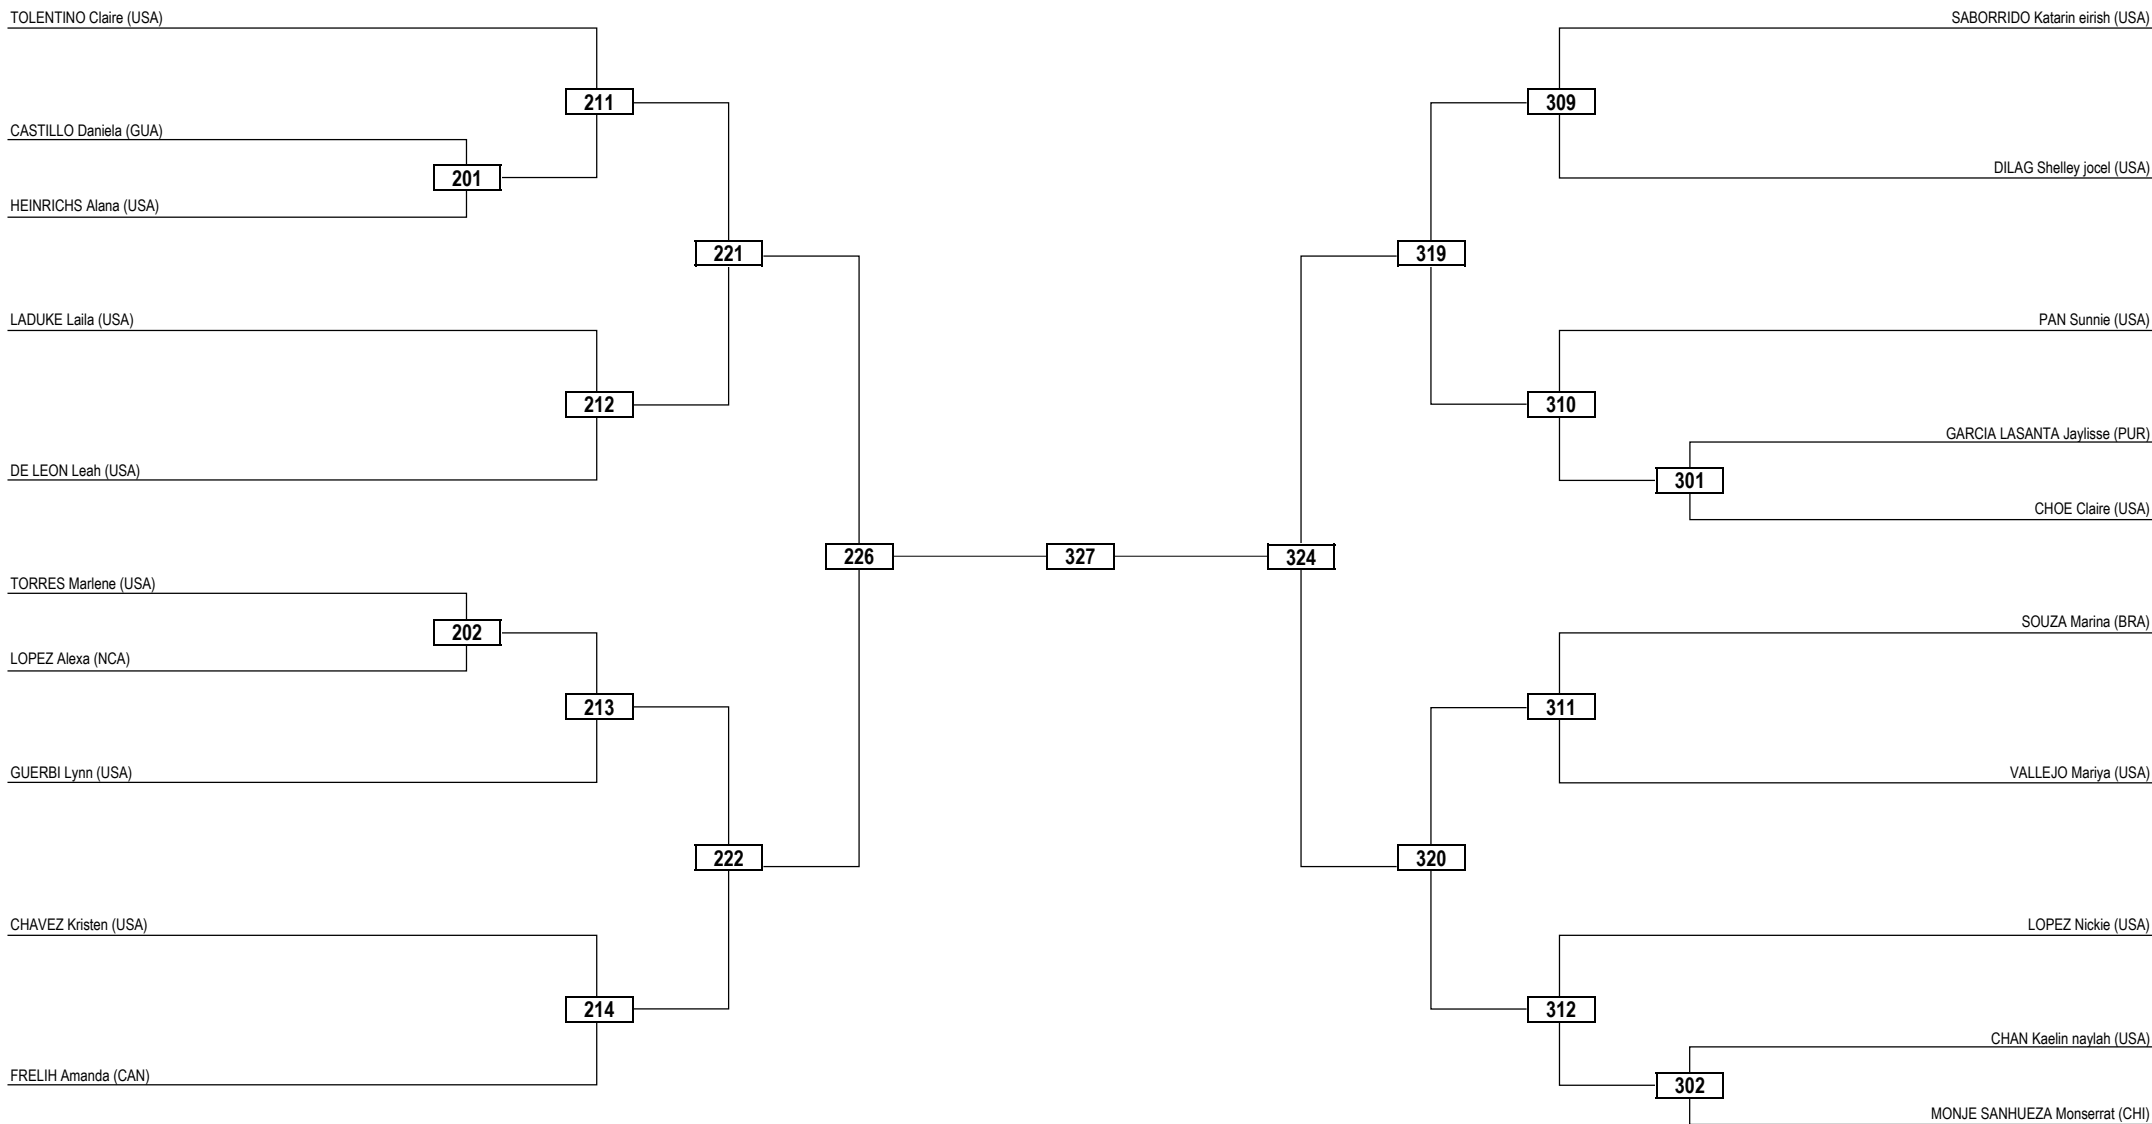 TOLENTINO Claire (USA)
SABORRIDO Katarin eirish (USA)
211
309
CASTILLO Daniela (GUA)
201
DILAG Shelley jocel (USA)
HEINRICHS Alana (USA)
221
319
LADUKE Laila (USA)
PAN Sunnie (USA)
212
310
GARCIA LASANTA Jaylisse (PUR)
DE LEON Leah (USA)
301
CHOE Claire (USA)
226
327
324
TORRES Marlene (USA)
202
SOUZA Marina (BRA)
LOPEZ Alexa (NCA)
213
311
GUERBI Lynn (USA)
VALLEJO Mariya (USA)
222
320
CHAVEZ Kristen (USA)
LOPEZ Nickie (USA)
214
312
CHAN Kaelin naylah (USA)
FRELIH Amanda (CAN)
302
MONJE SANHUEZA Monserrat (CHI)